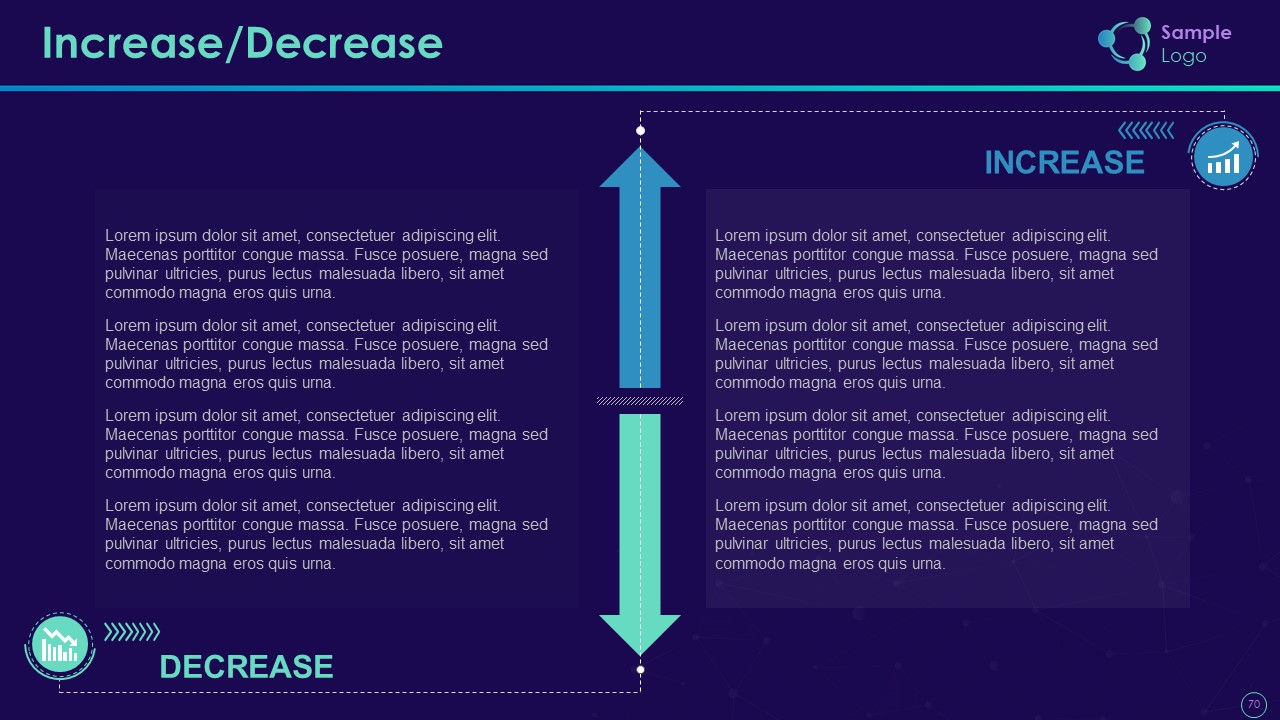 Increase/Decrease
Sample
Logo
INCREASE
Lorem ipsum dolor sit amet, consectetuer adipiscing elit.
Maecenas porttitor congue massa. Fusce posuere, magna sed
pulvinar ultricies, purus lectus malesuada libero, sit amet
commodo magna eros quis urna.
Lorem ipsum dolor sit amet, consectetuer adipiscing elit.
Maecenas porttitor congue massa. Fusce posuere, magna sed
pulvinar ultricies, purus lectus malesuada libero, sit amet
commodo magna eros quis urna.
Lorem ipsum dolor sit amet, consectetuer adipiscing elit.
Maecenas porttitor congue massa. Fusce posuere, magna sed
pulvinar ultricies, purus lectus malesuada libero, sit amet
commodo magna eros quis urna.
Lorem ipsum dolor sit amet, consectetuer adipiscing elit.
Maecenas porttitor congue massa. Fusce posuere, magna sed
pulvinar ultricies, purus lectus malesuada libero, sit amet
commodo magna eros quis urna.
Lorem ipsum dolor sit amet, consectetuer adipiscing elit.
Maecenas porttitor congue massa. Fusce posuere, magna sed
pulvinar ultricies, purus lectus malesuada libero, sit amet
commodo magna eros quis urna.
Lorem ipsum dolor sit amet, consectetuer adipiscing elit.
Maecenas porttitor congue massa. Fusce posuere, magna sed
pulvinar ultricies, purus lectus malesuada libero, sit amet
commodo magna eros quis urna.
Lorem ipsum dolor sit amet, consectetuer adipiscing elit.
Maecenas porttitor congue massa. Fusce posuere, magna sed
pulvinar ultricies, purus lectus malesuada libero, sit amet
commodo magna eros quis urna.
Lorem ipsum dolor sit amet, consectetuer adipiscing elit.
Maecenas porttitor congue massa. Fusce posuere, magna sed
pulvinar ultricies, purus lectus malesuada libero, sit amet
commodo magna eros quis urna.
DECREASE
70